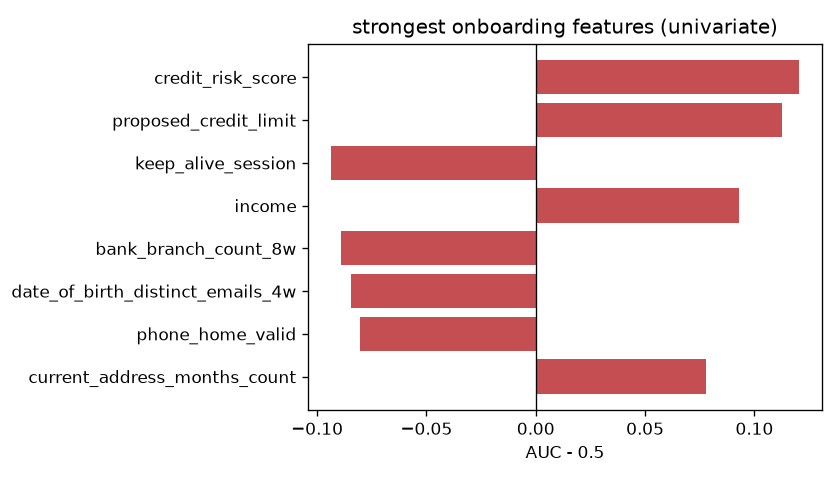 strongest onboarding features (univariate)
credit_risk_score
proposed_credit_limit
keep_alive_session
income
bank_branch_count_8w
date_of_birth_distinct_emails_4w
phone_home_valid
current_address_months_count
−0.10 −0.05 0.00 0.05 0.10
AUC - 0.5